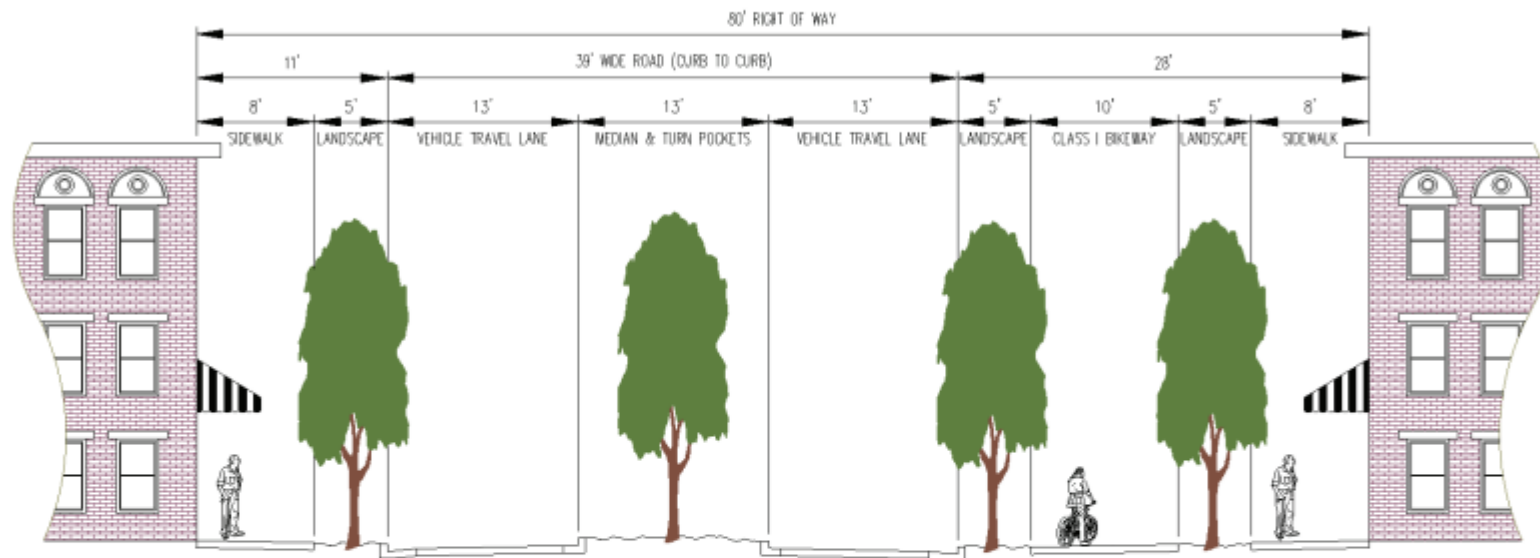 80' RIGHT OF WAY
11' 39' WIDE ROAD (CURB TO CURB) 28'
8' 5' 13' 13' 13' 5' 10' 5' 8'
SIDEWALK LANDSCAPE VEHICLE TRAVEL LANE MEDIAN & TURN POCKETS VEHICLE TRAVEL LANE LANDSCAPE CLASS I BIKEWAY LANDSCAPE SIDEWALK